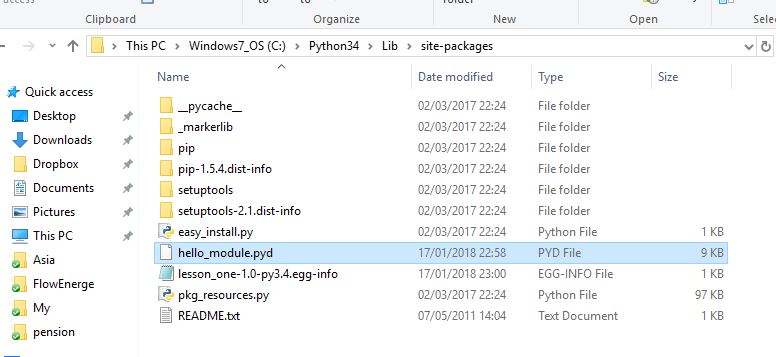 access to to folder
Clipboard Organize New Open Select
This PC > Windows7_OS (C:) > Python34 > Lib > site-packages
Name Date modified Type Size
Quick access
Desktop
Downloads
Dropbox
Documents
Pictures
This PC
Asia
FlowEnerge
My
pension
__pycache__ 02/03/2017 22:24 File folder
_markerlib 02/03/2017 22:24 File folder
pip 02/03/2017 22:24 File folder
pip-1.5.4.dist-info 02/03/2017 22:24 File folder
setuptools 02/03/2017 22:24 File folder
setuptools-2.1.dist-info 02/03/2017 22:24 File folder
easy_install.py 02/03/2017 22:24 Python File 1 KB
hello_module.pyd 17/01/2018 22:58 PYD File 9 KB
lesson_one-1.0-py3.4.egg-info 17/01/2018 23:00 EGG-INFO File 1 KB
pkg_resources.py 02/03/2017 22:24 Python File 97 KB
README.txt 07/05/2011 14:04 Text Document 1 KB